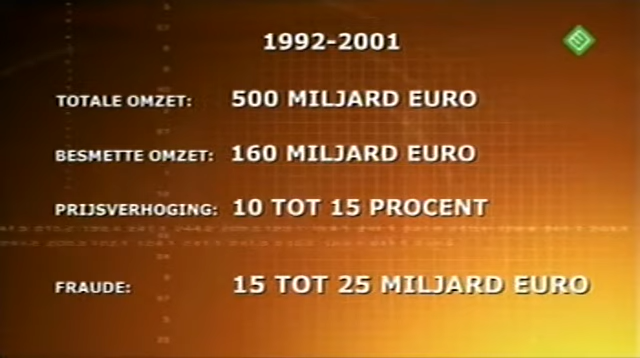 1992-2001
TOTALE OMZET: 500 MILJARD EURO
BESMETTE OMZET: 160 MILJARD EURO
PRIJSVERHOGING: 10 TOT 15 PROCENT
FRAUDE: 15 TOT 25 MILJARD EURO